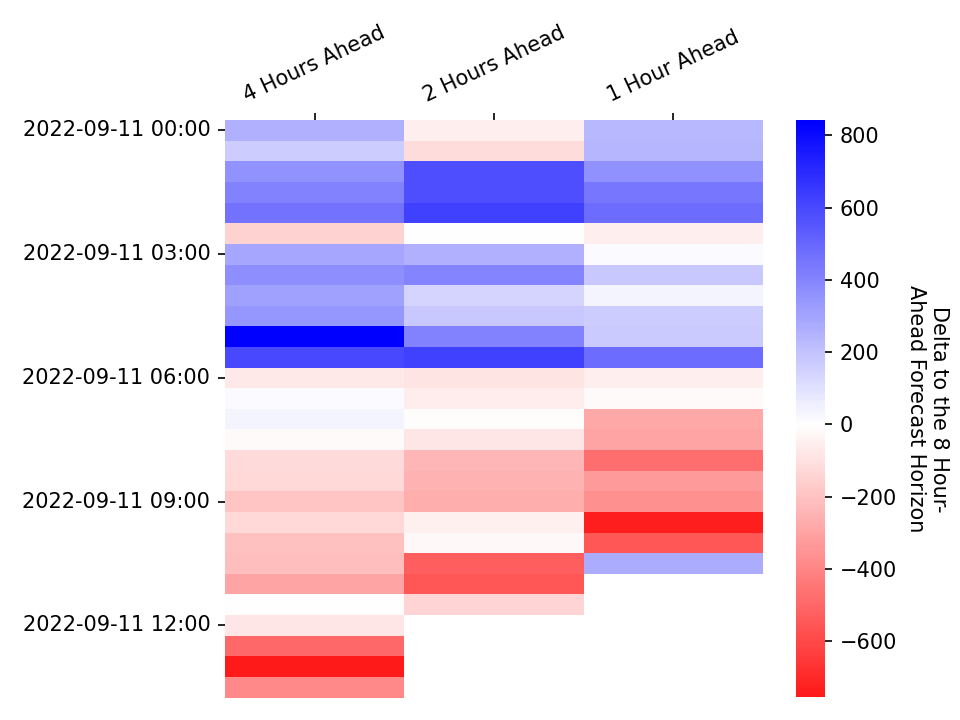 4 Hours Ahead
2 Hours Ahead
1 Hour Ahead
2022-09-11 00:00
2022-09-11 03:00
2022-09-11 06:00
2022-09-11 09:00
2022-09-11 12:00
800
600
400
200
0
−200
−400
−600
Delta to the 8 Hour-
Ahead Forecast Horizon